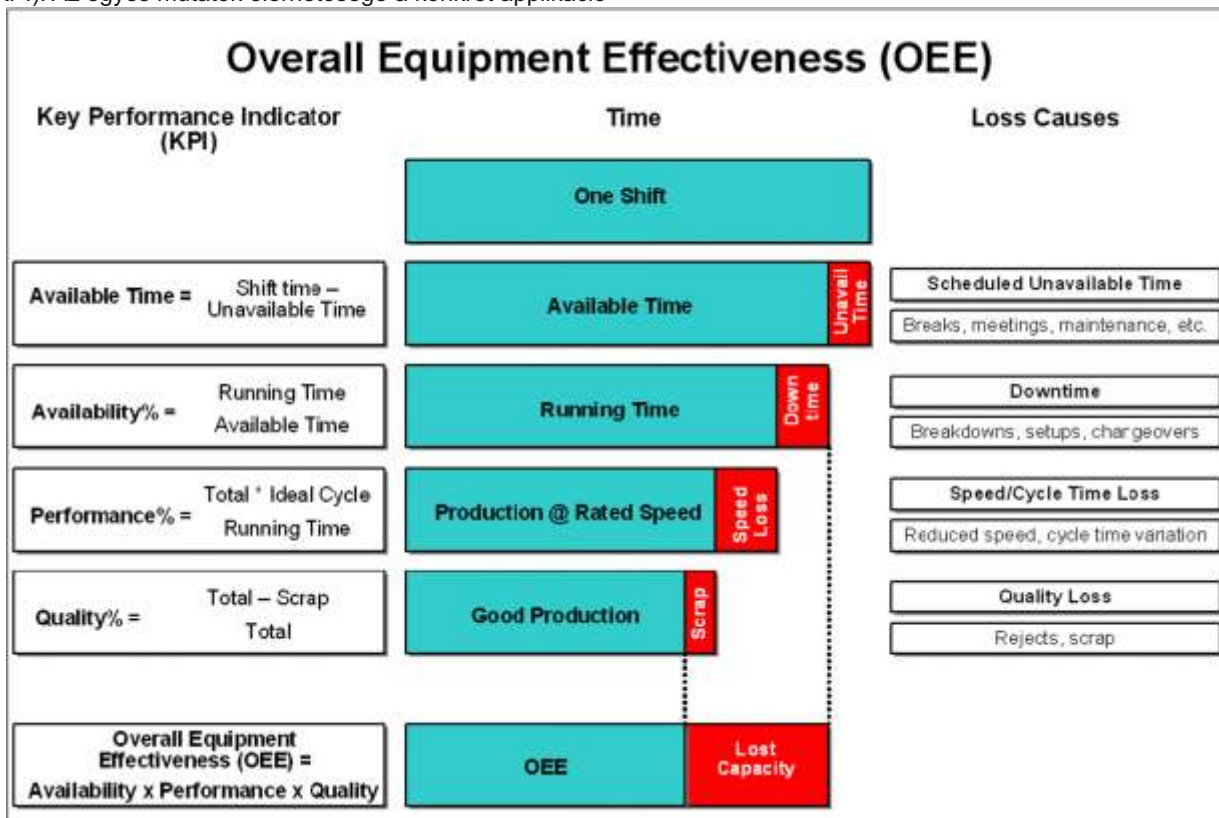 Overall Equipment Effectiveness (OEE)
Key Performance Indicator
(KPI)
Time
Loss Causes
One Shift
Available Time =
Shift time –
Unavailable Time
Available Time
Unavail
Time
Scheduled Unavailable Time
Breaks, meetings, maintenance, etc.
Availability% =
Running Time
Available Time
Running Time
Down
time
Downtime
Breakdowns, setups, changeovers
Performance% =
Total * Ideal Cycle
Running Time
Production @ Rated Speed
Speed
Loss
Speed/Cycle Time Loss
Reduced speed, cycle time variation
Quality% =
Total – Scrap
Total
Good Production
Scrap
Quality Loss
Rejects, scrap
Overall Equipment
Effectiveness (OEE) =
Availability x Performance x Quality
OEE
Lost
Capacity